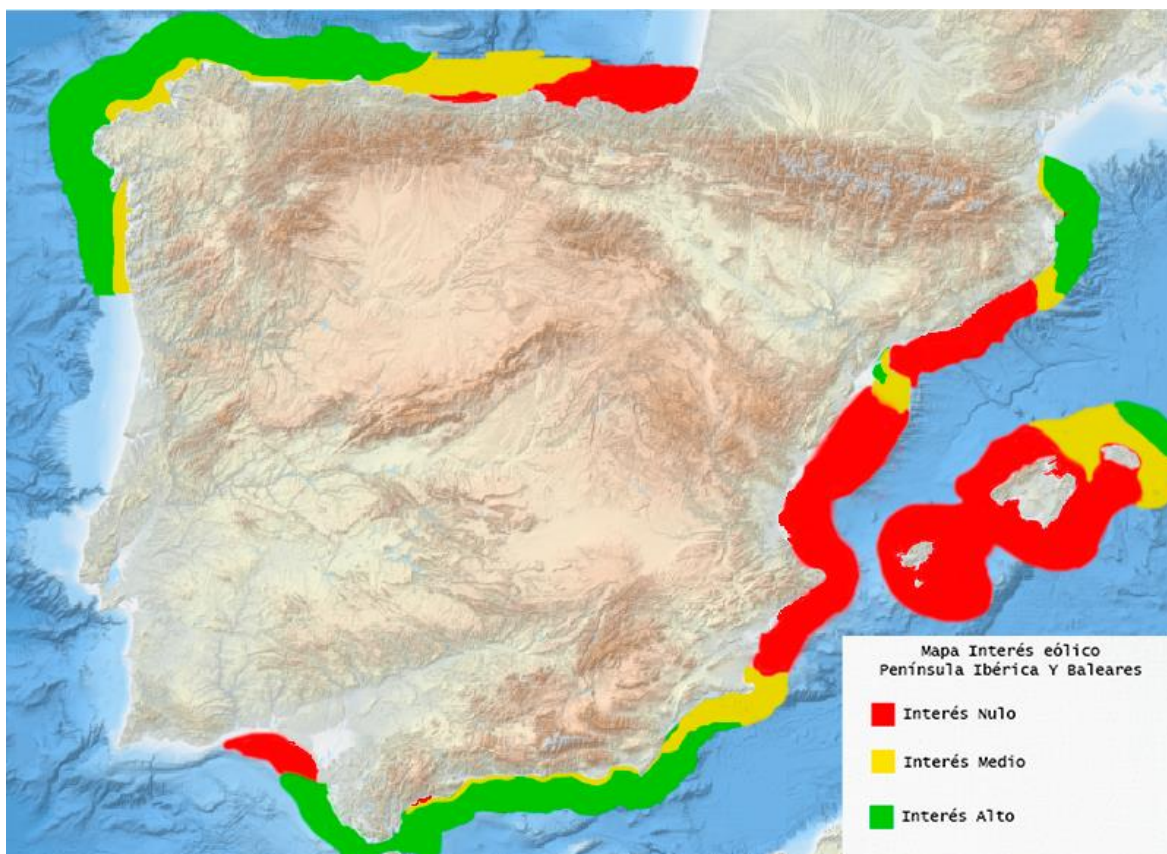 Mapa Interés eólico
Península Ibérica Y Baleares
Interés Nulo
Interés Medio
Interés Alto